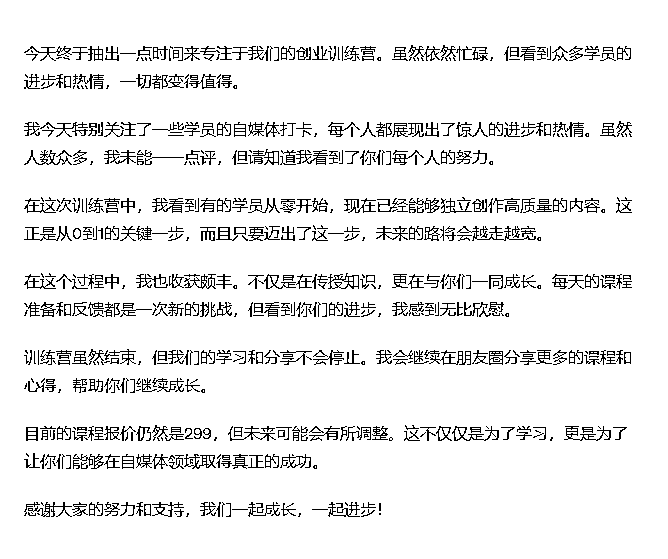 今天终于抽出一点时间来专注于我们的创业训练营。虽然依然忙碌，但看到众多学员的
进步和热情，一切都变得值得。
我今天特别关注了一些学员的自媒体打卡，每个人都展现出了惊人的进步和热情。虽然
人数众多，我未能一一点评，但请知道我看到了你们每个人的努力。
在这次训练营中，我看到有的学员从零开始，现在已经能够独立创作高质量的内容。这
正是从0到1的关键一步，而且只要迈出了这一步，未来的路将会越走越宽。
在这个过程中，我也收获颇丰。不仅是在传授知识，更在与你们一同成长。每天的课程
准备和反馈都是一次新的挑战，但看到你们的进步，我感到无比欣慰。
训练营虽然结束，但我们的学习和分享不会停止。我会继续在朋友圈分享更多的课程和
心得，帮助你们继续成长。
目前的课程报价仍然是299，但未来可能会有所调整。这不仅仅是为了学习，更是为了
让你们能够在自媒体领域取得真正的成功。
感谢大家的努力和支持，我们一起成长，一起进步！